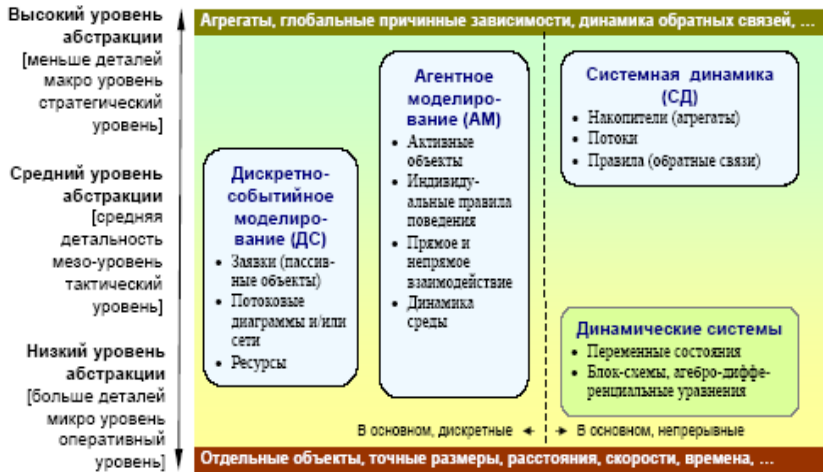 Высокий уровень
абстракции
[меньше деталей
макро уровень
стратегический
уровень]
Средний уровень
абстракции
[средняя
детальность
мезо-уровень
тактический
уровень]
Низкий уровень
абстракции
[больше деталей
микро уровень
оперативный
уровень]
Агрегаты, глобальные причинные зависимости, динамика обратных связей, ...
Дискретно-
событийное
моделиро-
вание (ДС)
• Заявки (пассив-
ные объекты)
• Потоковые
диаграммы и/или
сети
• Ресурсы
Агентное
моделиро-
вание (АМ)
• Активные
объекты
• Индивиду-
альные правила
поведения
• Прямое и
непрямое
взаимодействие
• Динамика
среды
Системная динамика
(СД)
• Накопители (агрегаты)
• Потоки
• Правила (обратные связи)
Динамические системы
• Переменные состояния
• Блок-схемы, агебро-диффе-
ренциальные уравнения
В основном, дискретные
В основном, непрерывные
Отдельные объекты, точные размеры, расстояния, скорости, времена, ...